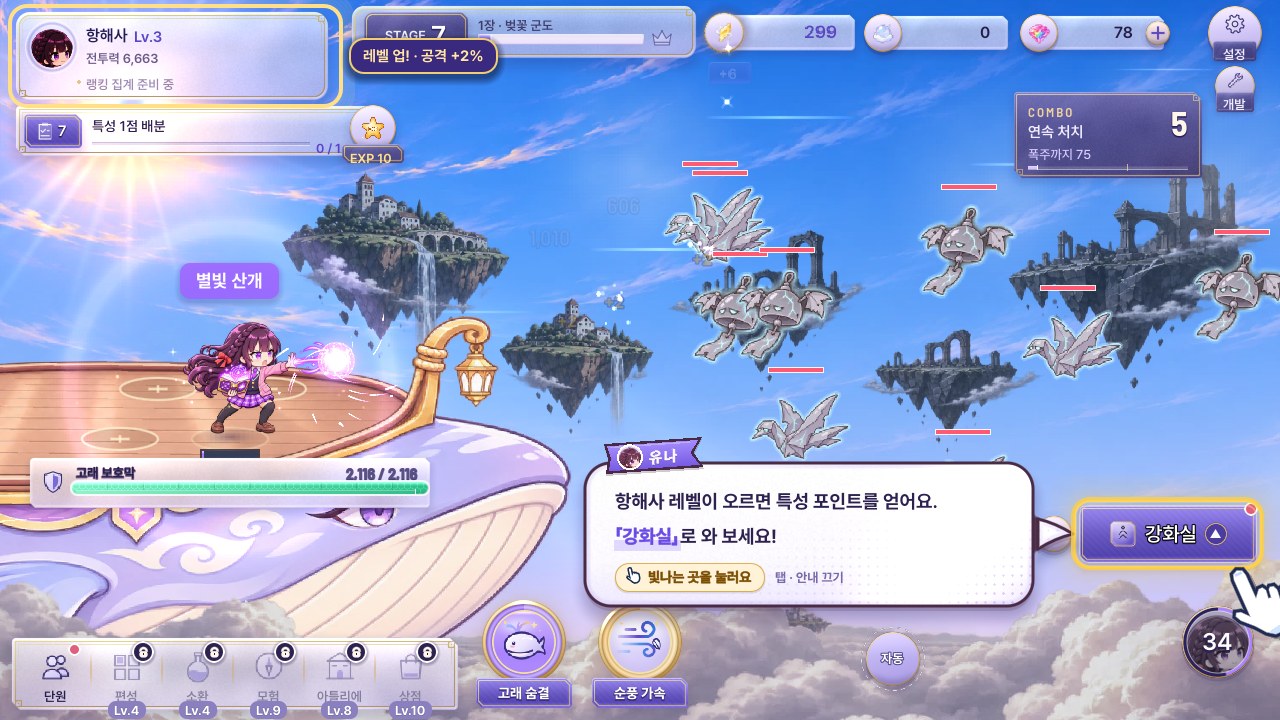 항해사 Lv.3
전투력 6,663
랭킹 집계 준비 중
STAGE 7
1장 · 벚꽃 군도
레벨 업! · 공격 +2%
299
0
78
설정
개발
+6
7
특성 1점 배분
0 / 1
EXP 10
COMBO
연속 처치
5
폭주까지 75
606
1,010
별빛 산개
고래 보호막
2,116 / 2,116
유나
항해사 레벨이 오르면 특성 포인트를 얻어요.
「강화실」로 와 보세요!
빛나는 곳을 눌러요
탭 · 안내 끄기
강화실
단원
편성
Lv.4
소환
Lv.4
모험
Lv.9
아틀리에
Lv.8
상점
Lv.10
고래 숨결
순풍 가속
자동
34